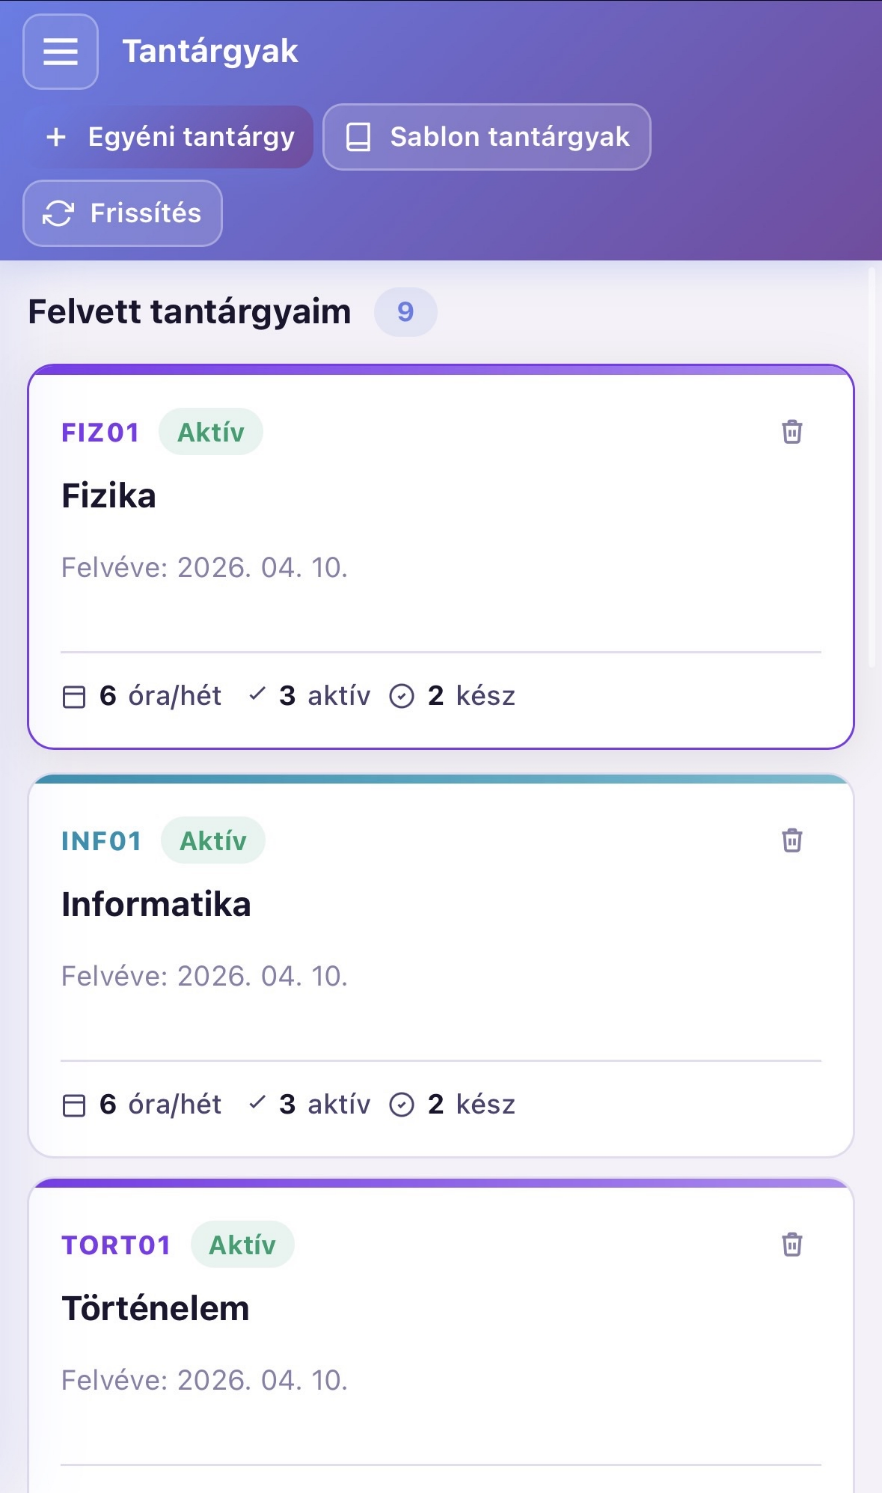 Tantárgyak
Egyéni tantárgy
Sablon tantárgyak
Frissítés
Felvett tantárgyaim 9
FIZ01 Aktív
Fizika
Felvéve: 2026. 04. 10.
6 óra/hét 3 aktív 2 kész
INF01 Aktív
Informatika
Felvéve: 2026. 04. 10.
6 óra/hét 3 aktív 2 kész
TORT01 Aktív
Történelem
Felvéve: 2026. 04. 10.